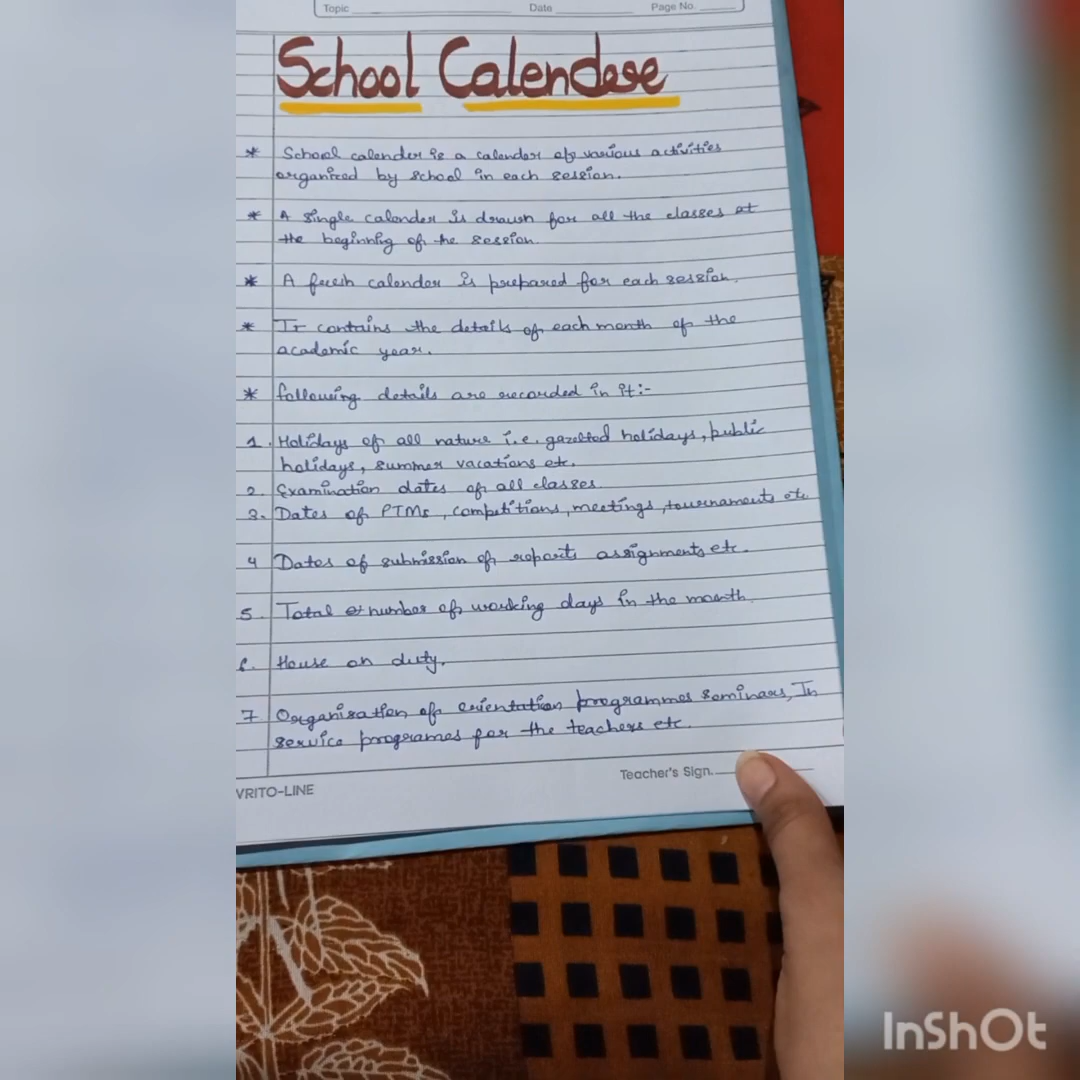 Topic Date Page No.
School Calender
* School calender is a calender of various activities
organized by school in each session.
* A single calender is drawn for all the classes at
the beginning of the session.
* A fresh calender is prepared for each session.
* It contains the details of each month of the
academic year.
* following details are recorded in it:-
1. Holidays of all nature i.e. gazetted holidays, public
holidays, summer vacations etc.
2. Examination dates of all classes.
3. Dates of PTMs, competitions, meetings, tournaments etc
4 Dates of submission of reports assignments etc.
5. Total number of working days in the month
6. House on duty.
7 Organisation of orientation programmes seminars, In
service programes for the teachers etc.
Teacher's Sign.
VRITO-LINE
InShOt